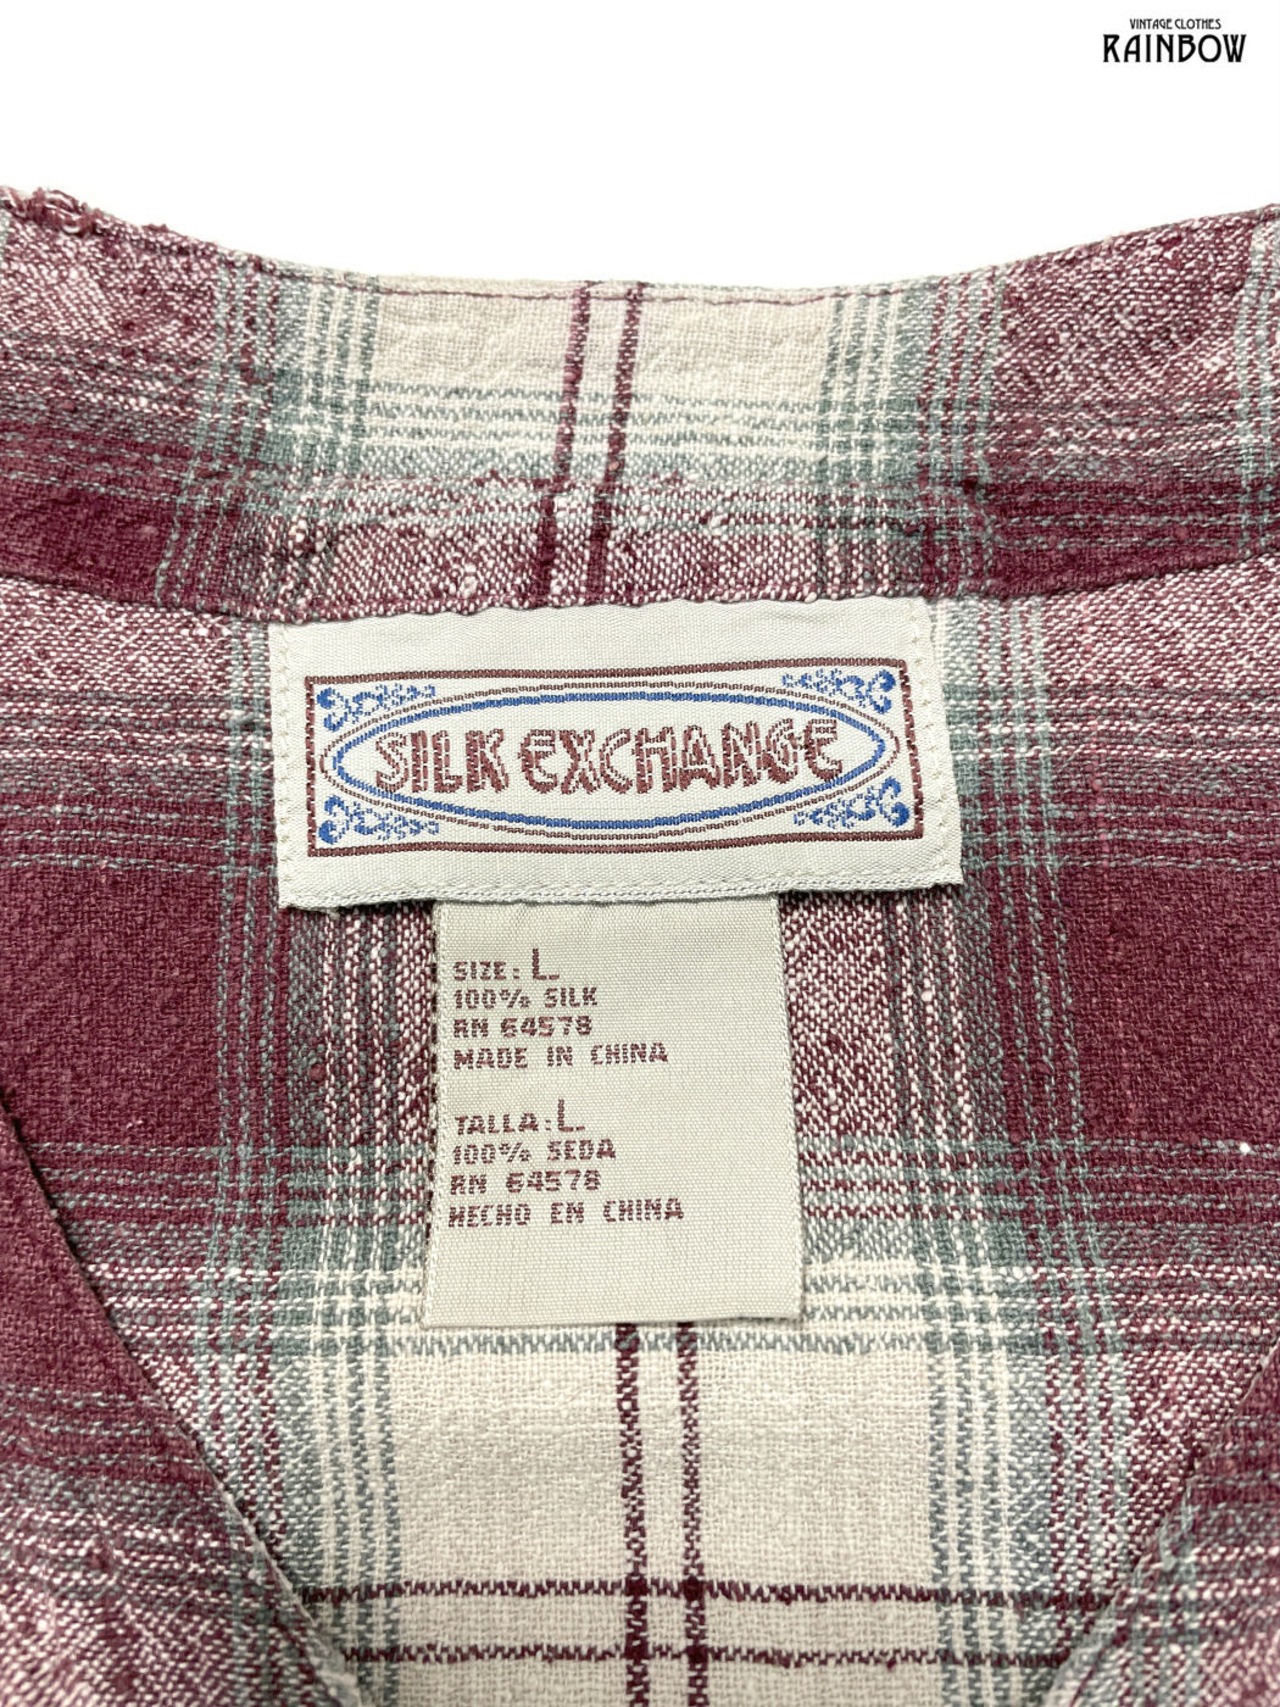 VINTAGE CLOTHES
RAINBOW
SILK EXCHANGE
SIZE: L
100% SILK
RN 64578
MADE IN CHINA
TALLA: L
100% SEDA
RN 64578
HECHO EN CHINA